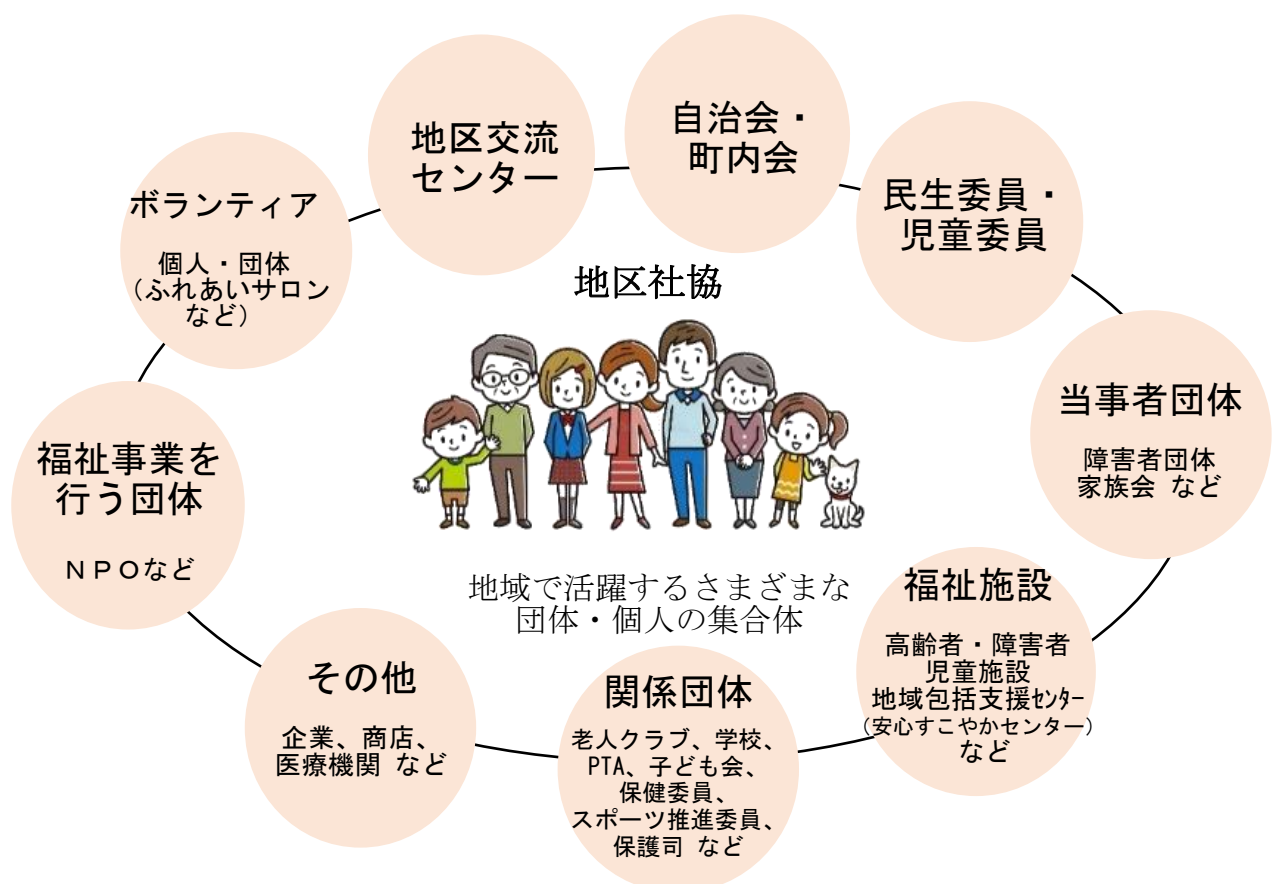 地区交流
センター
自治会・
町内会
民生委員・
児童委員
ボランティア
個人・団体
（ふれあいサロン
など）
地区社協
当事者団体
障害者団体
家族会 など
福祉事業を
行う団体
ＮＰＯなど
地域で活躍するさまざまな
団体・個人の集合体
福祉施設
高齢者・障害者
児童施設
地域包括支援ｾﾝﾀｰ
（安心すこやかセンター）
など
その他
企業、商店、
医療機関 など
関係団体
老人クラブ、学校、
PTA、子ども会、
保健委員、
スポーツ推進委員、
保護司 など